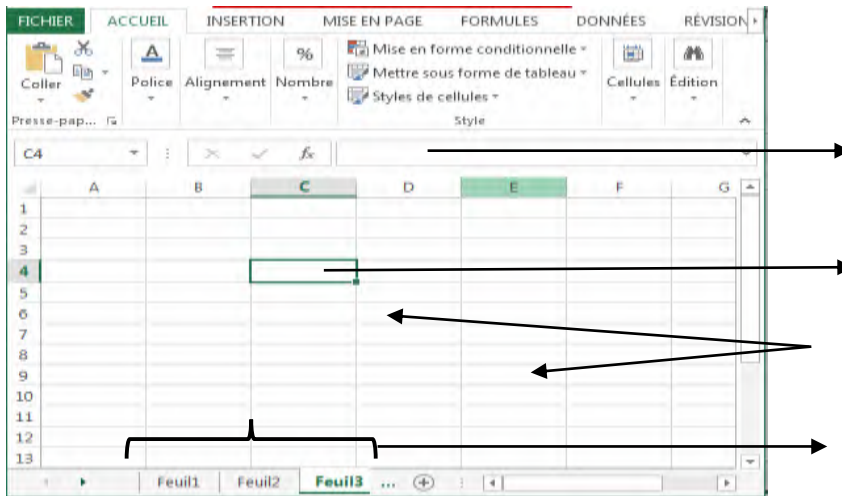 FICHIER ACCUEIL INSERTION MISE EN PAGE FORMULES DONNÉES RÉVISION
Coller Police Alignement Nombre Mise en forme conditionnelle Cellules Édition
%
Mettre sous forme de tableau
Styles de cellules
Presse-pap... Style
C4 fx
A B C D E F G
1
2
3
4
5
6
7
8
9
10
11
12
13
Feuil1 Feuil2 Feuil3 ...